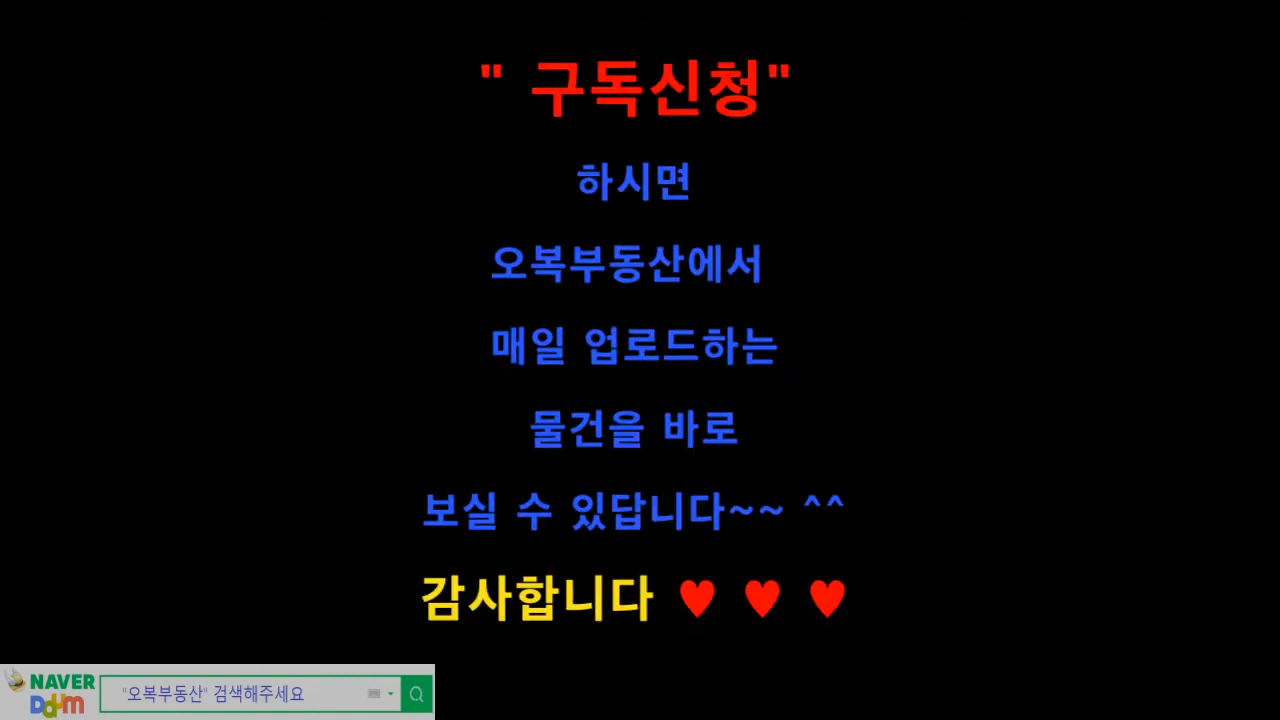 " 구독신청"
하시면
오복부동산에서
매일 업로드하는
물건을 바로
보실 수 있답니다~~ ^^
감사합니다 ♥ ♥ ♥
NAVER
Daum
"오복부동산" 검색해주세요